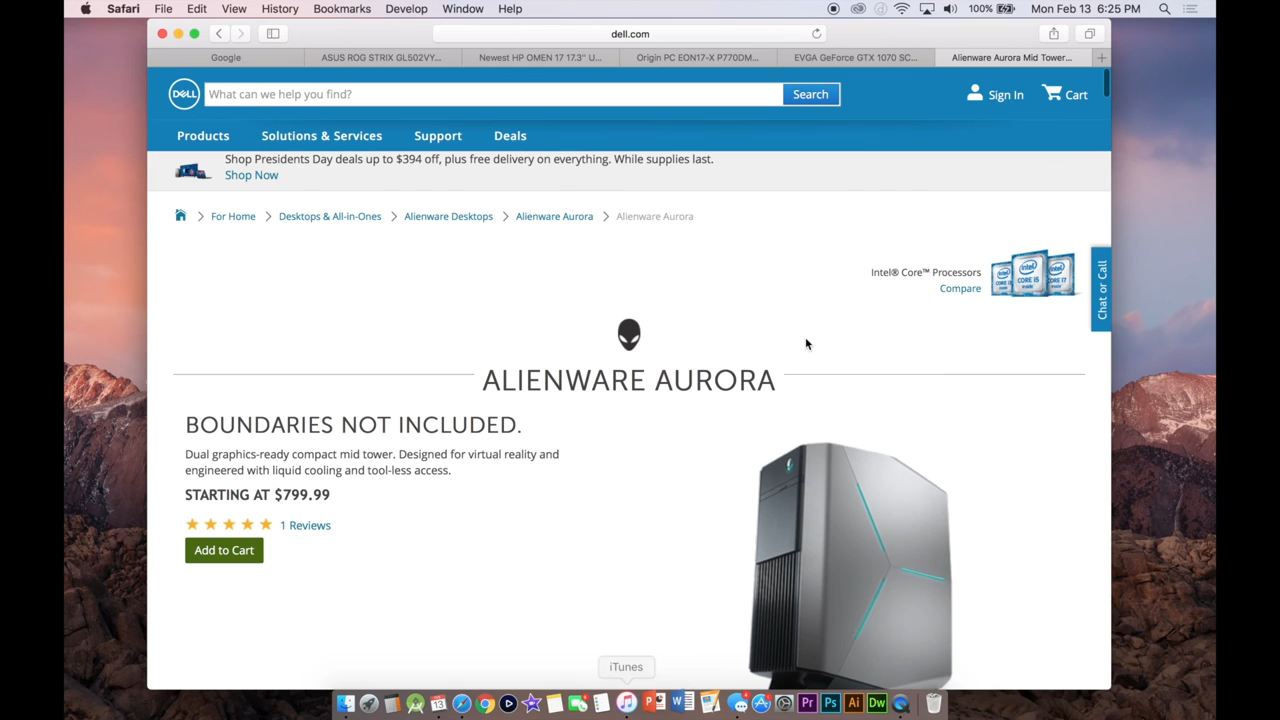 Safari File Edit View History Bookmarks Develop Window Help 100% Mon Feb 13 6:25 PM
dell.com
Google
ASUS ROG STRIX GL502VY...
Newest HP OMEN 17 17.3" U...
Origin PC EON17-X P770DM...
EVGA GeForce GTX 1070 SC...
Alienware Aurora Mid Tower...
DELL
What can we help you find?
Search
Sign In
Cart
Products
Solutions & Services
Support
Deals
Shop Presidents Day deals up to $394 off, plus free delivery on everything. While supplies last.
Shop Now
For Home
Desktops & All-in-Ones
Alienware Desktops
Alienware Aurora
Alienware Aurora
Intel® Core™ Processors
Compare
Chat or Call
ALIENWARE AURORA
BOUNDARIES NOT INCLUDED.
Dual graphics-ready compact mid tower. Designed for virtual reality and
engineered with liquid cooling and tool-less access.
STARTING AT $799.99
1 Reviews
Add to Cart
iTunes
Pr
Ps
Ai
Dw